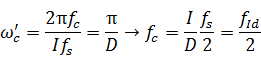 ω′c = 2πfc / Ifs = π / D → fc = I / D fs / 2 = fId / 2